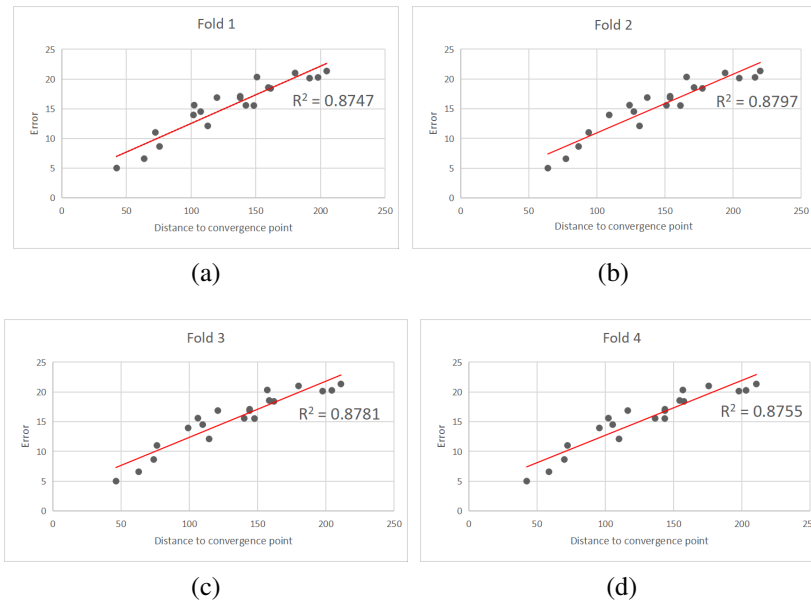 Fold 1
25
20
15
10
5
0
Error
R² = 0.8747
0 50 100 150 200 250
Distance to convergence point
(a)
Fold 2
25
20
15
10
5
0
Error
R² = 0.8797
0 50 100 150 200 250
Distance to convergence point
(b)
Fold 3
25
20
15
10
5
0
Error
R² = 0.8781
0 50 100 150 200 250
Distance to convergence point
(c)
Fold 4
25
20
15
10
5
0
Error
R² = 0.8755
0 50 100 150 200 250
Distance to convergence point
(d)